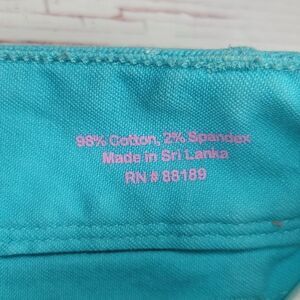 98% Cotton, 2% Spandex
Made in Sri Lanka
RN # 88189